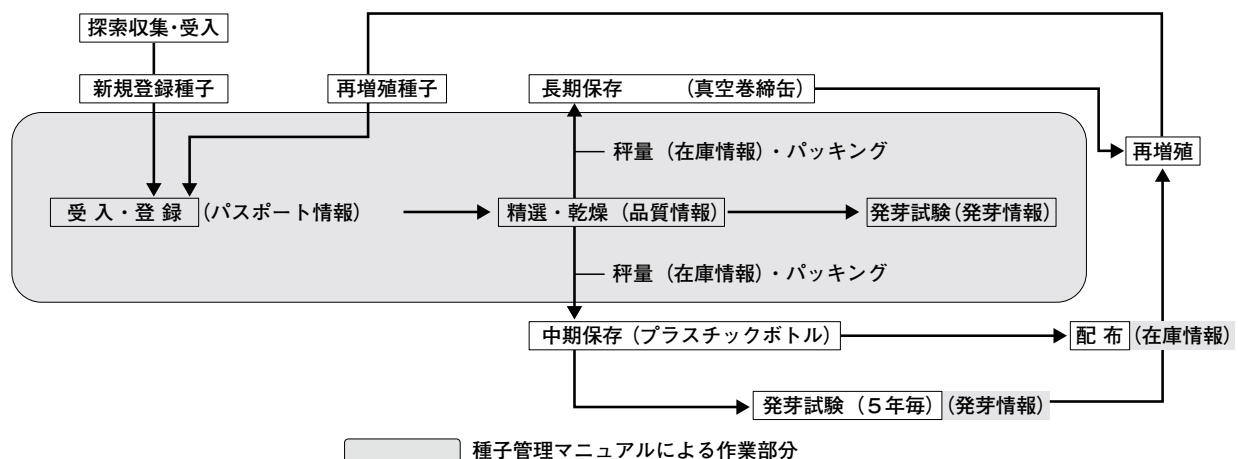 探索収集・受入
新規登録種子
再増殖種子
長期保存 (真空巻締缶)
秤量 (在庫情報)・パッキング
再増殖
受入・登録 (パスポート情報)
精選・乾燥 (品質情報)
発芽試験 (発芽情報)
秤量 (在庫情報)・パッキング
中期保存 (プラスチックボトル)
配布 (在庫情報)
発芽試験 (5年毎) (発芽情報)
種子管理マニュアルによる作業部分